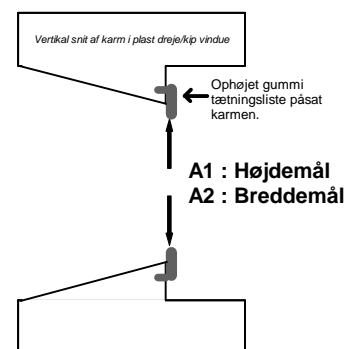 Vertikal snit af karm i plast dreje/kip vindue
Ophøjet gummi
tætningsliste påsat
karmen.
A1 : Højdemål
A2 : Breddemål